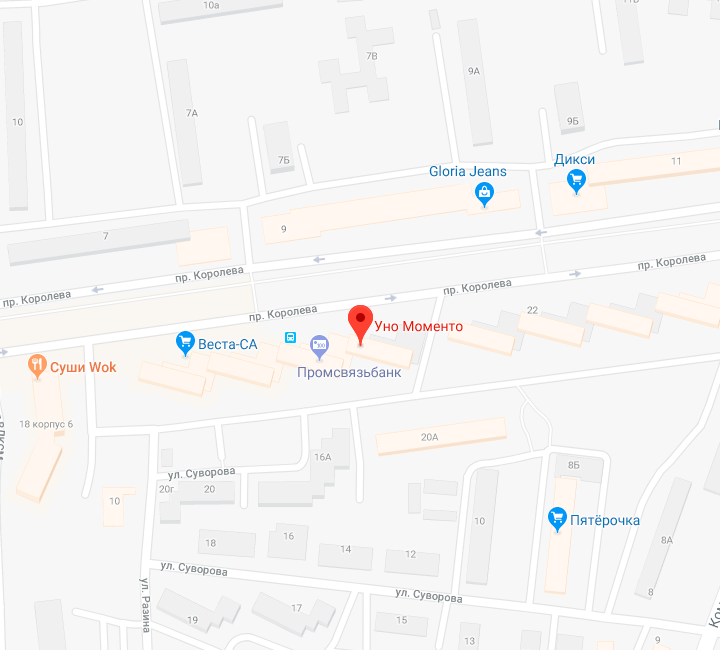 10а
11В
7В
9А
10
7А
9Б
7Б
Дикси
11
Gloria Jeans
9
7
пр. Королева
пр. Королева
пр. Королева
пр. Королева
пр. Королева
22
Уно Моменто
Веста-СА
Суши Wok
Промсвязьбанк
18 корпус 6
20А
16А
8Б
ул. Суворова
20г
20
10
10
Пятёрочка
18
16
14
12
8А
ул. Суворова
ул. Разина
ул. Суворова
8
19
17
15
13
9